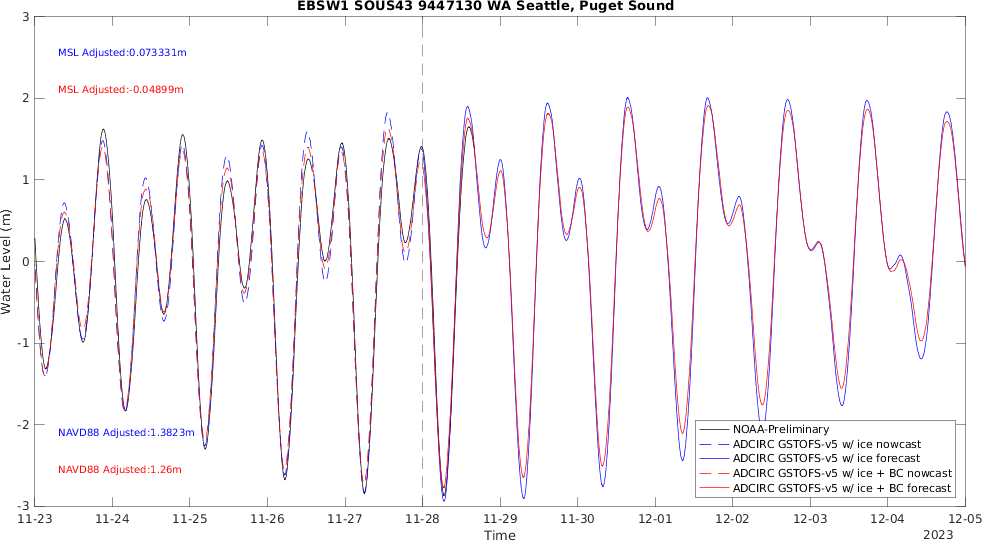 EBSW1 SOUS43 9447130 WA Seattle, Puget Sound
3
MSL Adjusted:0.073331m
MSL Adjusted:-0.04899m
2
1
0
-1
-2
-3
Water Level (m)
NAVD88 Adjusted:1.3823m
NAVD88 Adjusted:1.26m
NOAA-Preliminary
ADCIRC GSTOFS-v5 w/ ice nowcast
ADCIRC GSTOFS-v5 w/ ice forecast
ADCIRC GSTOFS-v5 w/ ice + BC nowcast
ADCIRC GSTOFS-v5 w/ ice + BC forecast
11-23 11-24 11-25 11-26 11-27 11-28 11-29 11-30 12-01 12-02 12-03 12-04 12-05
Time
2023